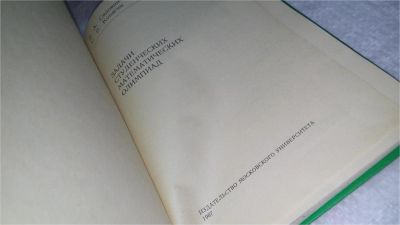 ЗАДАЧИ
СТУДЕНЧЕСКИХ
МАТЕМАТИЧЕСКИХ
ОЛИМПИАД
ИЗДАТЕЛЬСТВО МОСКОВСКОГО УНИВЕРСИТЕТА
1987